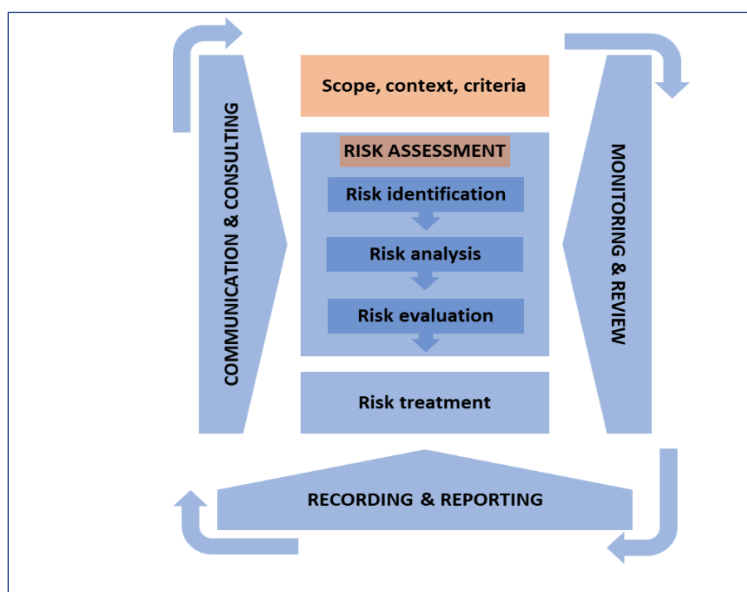 Scope, context, criteria
RISK ASSESSMENT
Risk identification
Risk analysis
Risk evaluation
Risk treatment
COMMUNICATION & CONSULTING
MONITORING & REVIEW
RECORDING & REPORTING